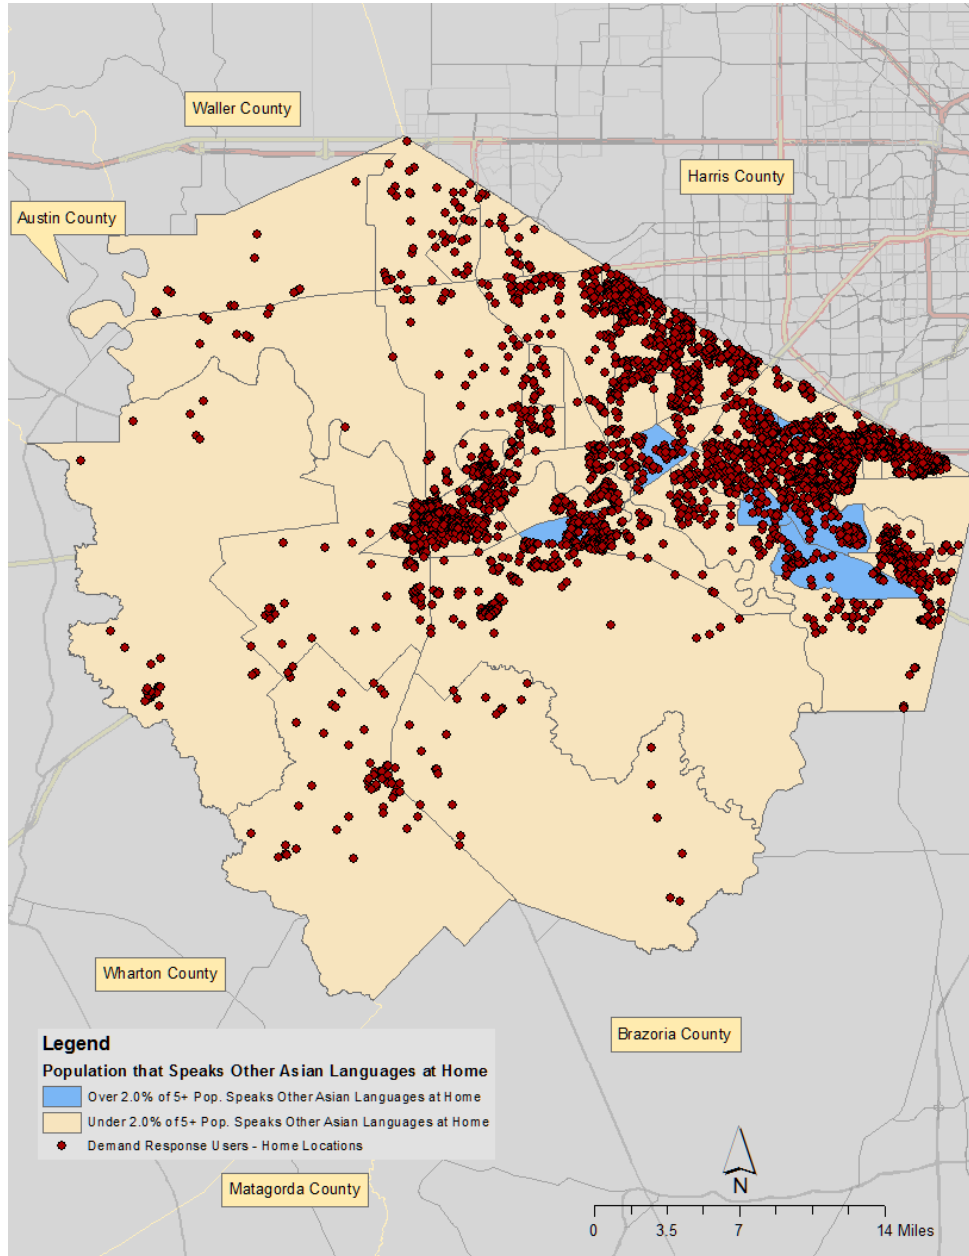 Waller County
Harris County
Austin County
Wharton County
Brazoria County
Legend
Population that Speaks Other Asian Languages at Home
Over 2.0% of 5+ Pop. Speaks Other Asian Languages at Home
Under 2.0% of 5+ Pop. Speaks Other Asian Languages at Home
Demand Response Users - Home Locations
Matagorda County
N
0 3.5 7 14 Miles